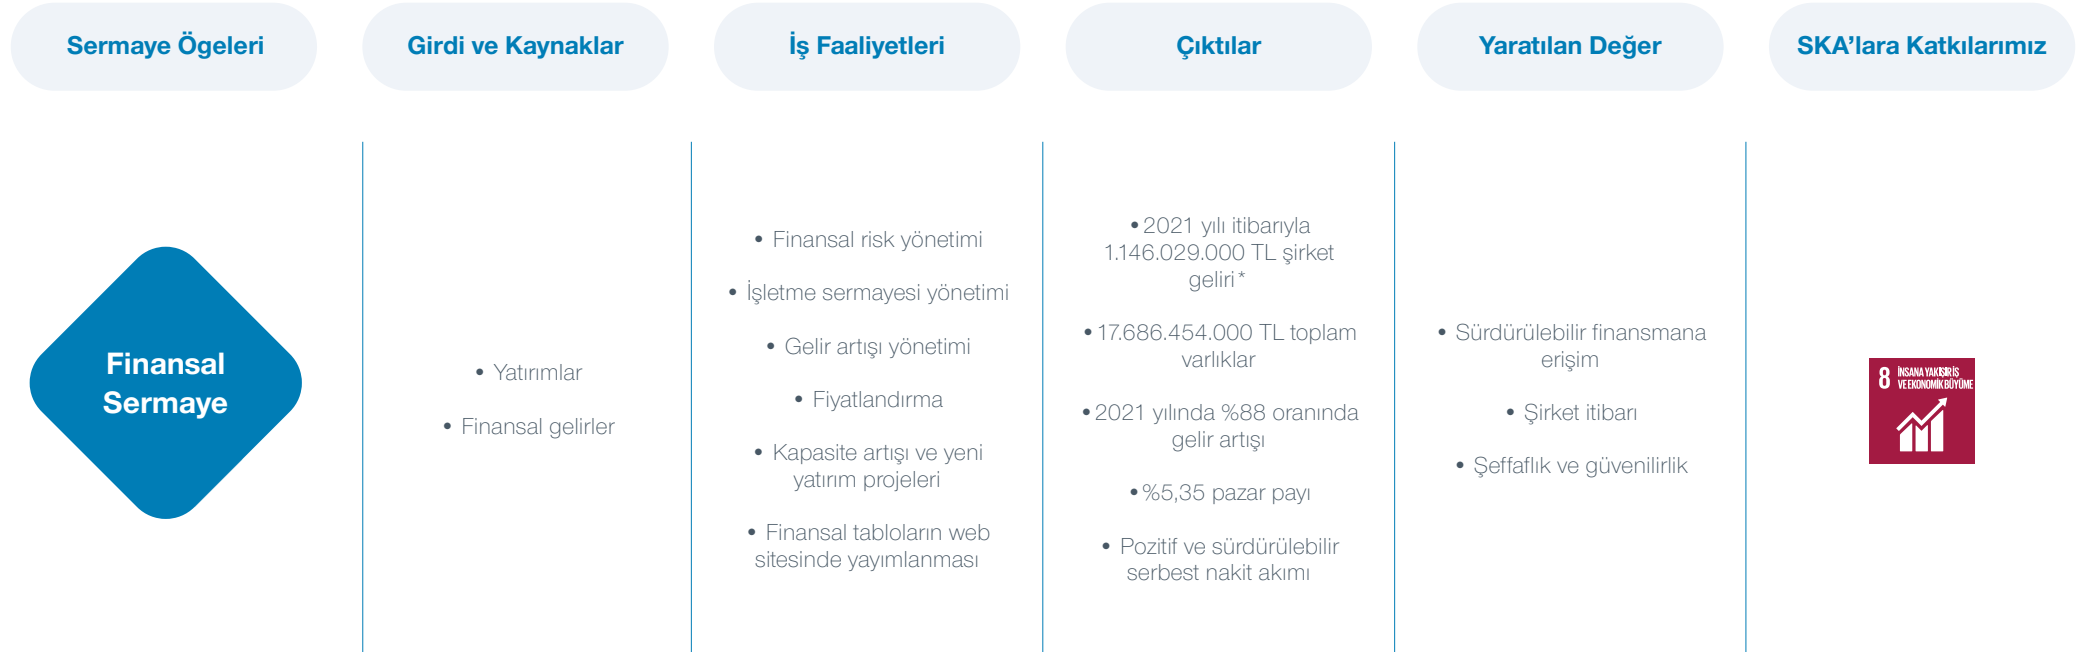 Sermaye Ögeleri
Girdi ve Kaynaklar
İş Faaliyetleri
Çıktılar
Yaratılan Değer
SKA’lara Katkılarımız
Finansal
Sermaye
• Yatırımlar
• Finansal gelirler
• Finansal risk yönetimi
• İşletme sermayesi yönetimi
• Gelir artışı yönetimi
• Fiyatlandırma
• Kapasite artışı ve yeni
yatırım projeleri
• Finansal tabloların web
sitesinde yayımlanması
• 2021 yılı itibarıyla
1.146.029.000 TL şirket
geliri*
• 17.686.454.000 TL toplam
varlıklar
• 2021 yılında %88 oranında
gelir artışı
• %5,35 pazar payı
• Pozitif ve sürdürülebilir
serbest nakit akımı
• Sürdürülebilir finansmana
erişim
• Şirket itibarı
• Şeffaflık ve güvenilirlik
8 İNSANA YAKIŞIR İŞ
VE EKONOMİK BÜYÜME